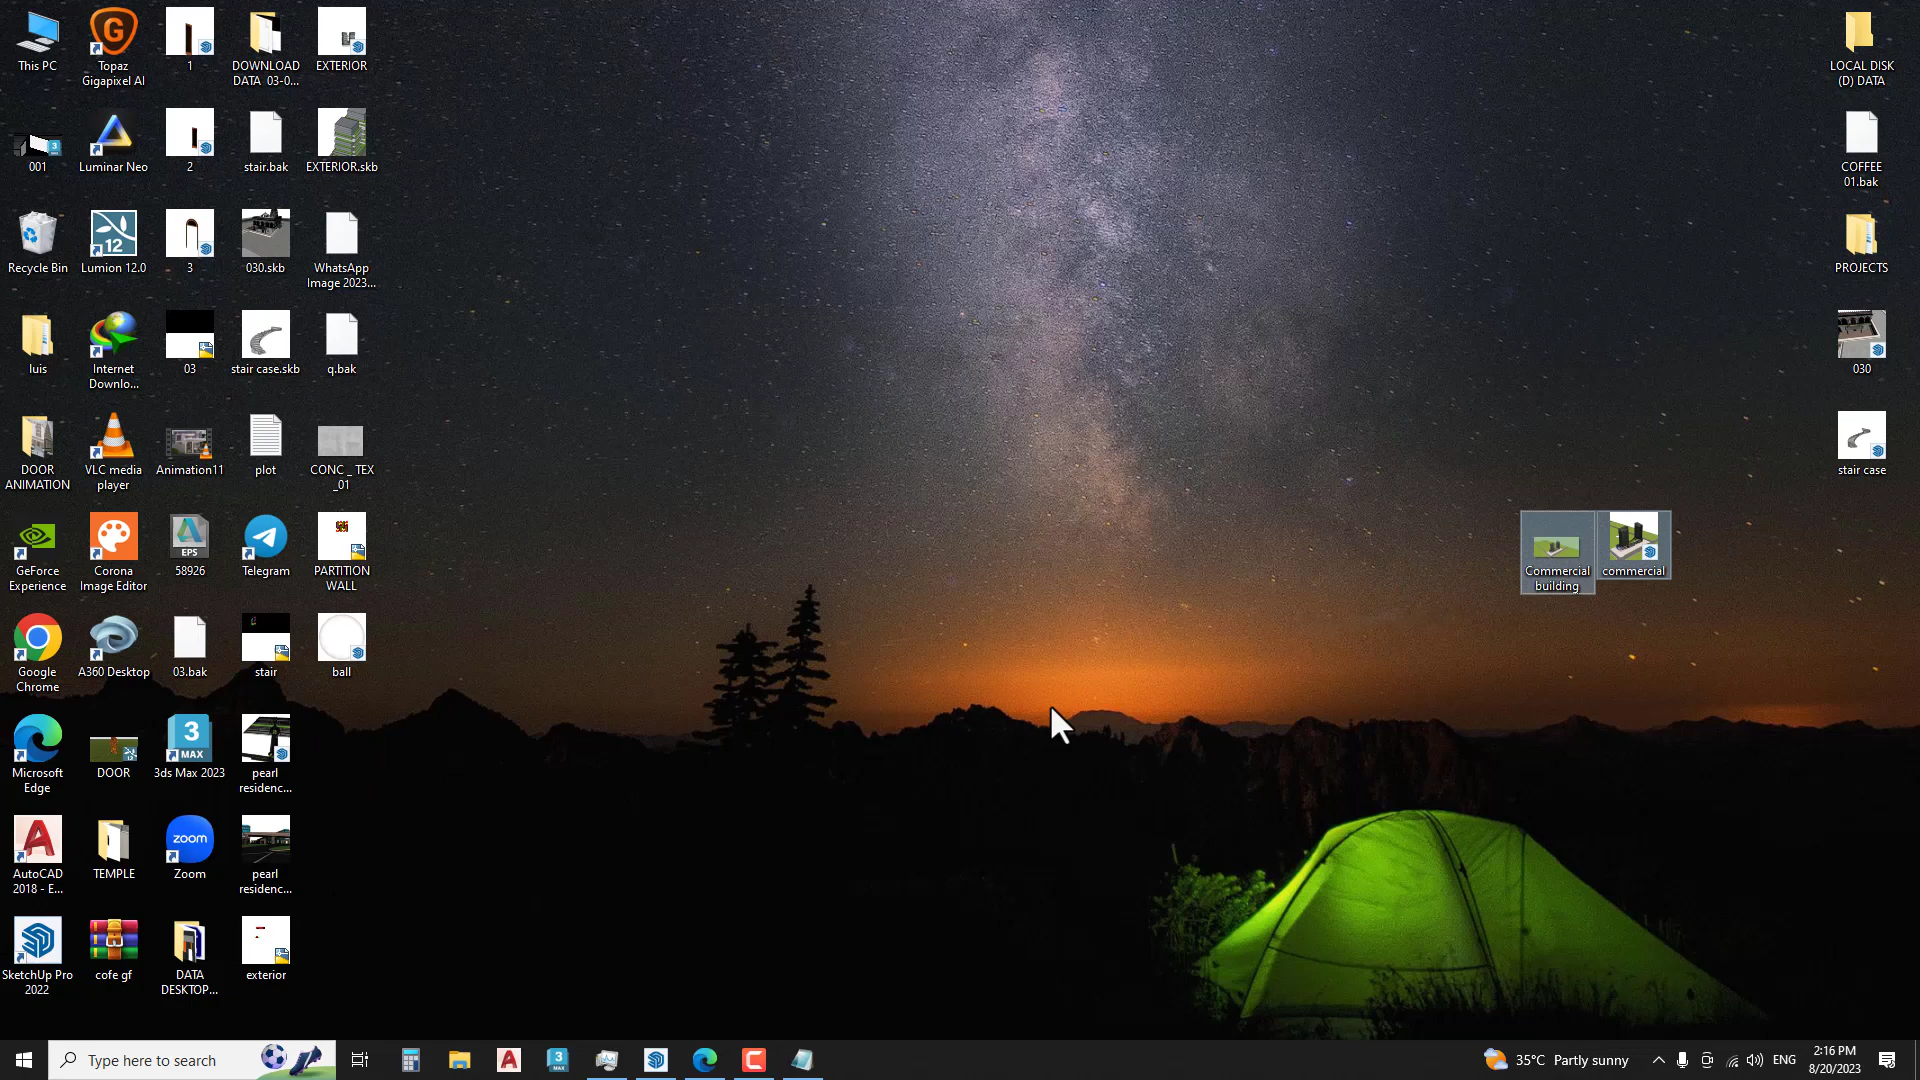 This PC
Topaz
Gigapixel AI
1
DOWNLOAD
DATA 03-0...
EXTERIOR
001
Luminar Neo
2
stair.bak
EXTERIOR.skb
Recycle Bin
12
Lumion 12.0
3
030.skb
WhatsApp
Image 2023...
luis
Internet
Downlo...
03
stair case.skb
q.bak
DOOR
ANIMATION
VLC media
player
Animation11
plot
CONC _ TEX
_01
GeForce
Experience
Corona
Image Editor
EPS
58926
Telegram
PARTITION
WALL
Google
Chrome
A360 Desktop
03.bak
stair
ball
Microsoft
Edge
DOOR
3
MAX
3ds Max 2023
pearl
residenc...
AutoCAD
2018 - E...
TEMPLE
zoom
Zoom
pearl
residenc...
SketchUp Pro
2022
cofe gf
DATA
DESKTOP...
exterior
LOCAL DISK
(D) DATA
COFFEE
01.bak
PROJECTS
030
stair case
Commercial
building
commercial
Type here to search
35°C Partly sunny
ENG
2:16 PM
8/20/2023